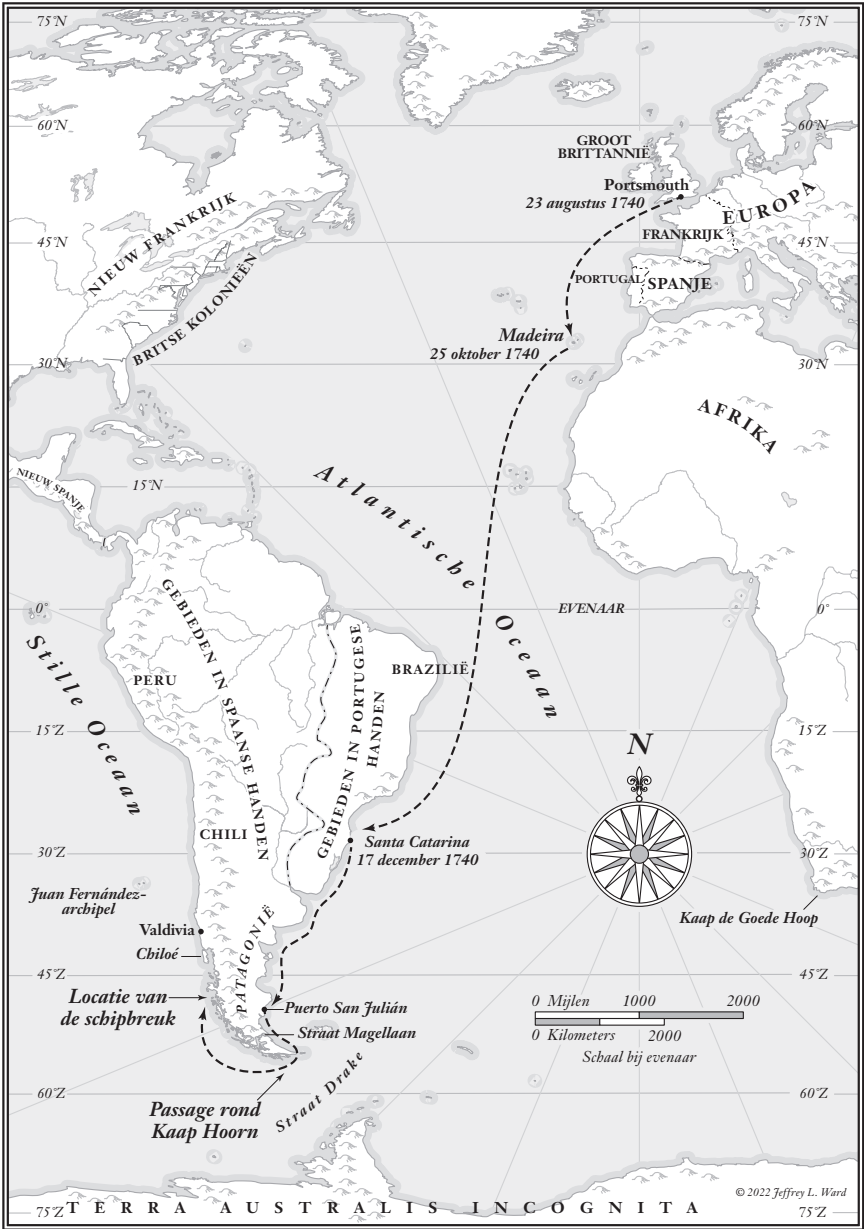 75°N
75°N
60°N
60°N
GROOT
BRITTANNIË
Portsmouth
23 augustus 1740
EUROPA
NIEUW FRANKRIJK
FRANKRIJK
45°N
45°N
BRITSE KOLONIEËN
PORTUGAL
SPANJE
Madeira
25 oktober 1740
30°N
30°N
AFRIKA
NIEUW SPANJE
15°N
Atlantische
Oceaan
0°
EVENAAR
0°
Stille Oceaan
GEBIEDEN IN SPAANSE HANDEN
GEBIEDEN IN PORTUGESE
HANDEN
BRAZILIË
PERU
15°Z
15°Z
N
CHILI
Santa Catarina
17 december 1740
30°Z
30°Z
Juan Fernández-
archipel
Kaap de Goede Hoop
Valdivia
Chiloé
PATAGONIË
45°Z
45°Z
Locatie van
de schipbreuk
Puerto San Julián
Straat Magellaan
0 Mijlen 1000 2000
0 Kilometers 2000
Schaal bij evenaar
60°Z
60°Z
Passage rond
Kaap Hoorn
Straat Drake
© 2022 Jeffrey L. Ward
75°Z
TERRA AUSTRALIS INCOGNITA
75°Z